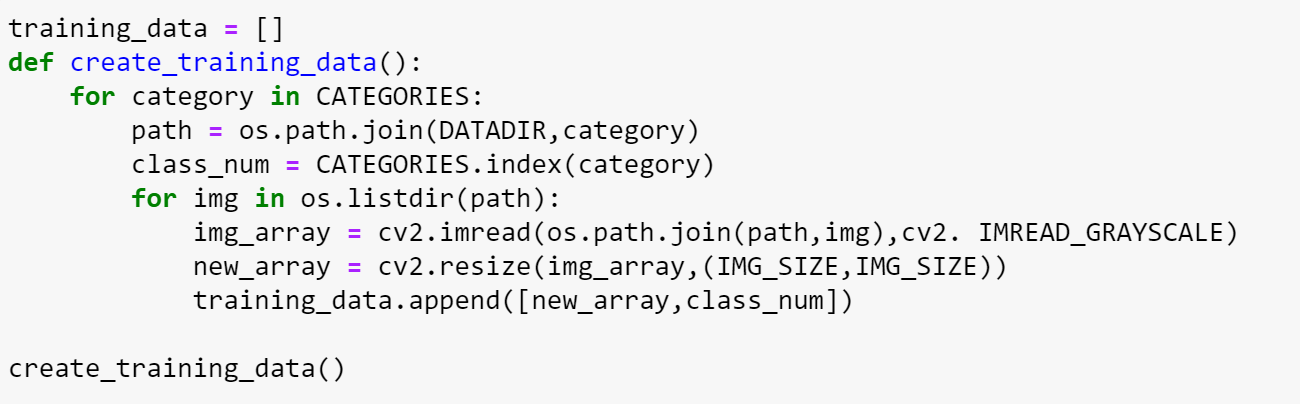 training_data = []
def create_training_data():
    for category in CATEGORIES:
        path = os.path.join(DATADIR,category)
        class_num = CATEGORIES.index(category)
        for img in os.listdir(path):
            img_array = cv2.imread(os.path.join(path,img),cv2. IMREAD_GRAYSCALE)
            new_array = cv2.resize(img_array,(IMG_SIZE,IMG_SIZE))
            training_data.append([new_array,class_num])

create_training_data()